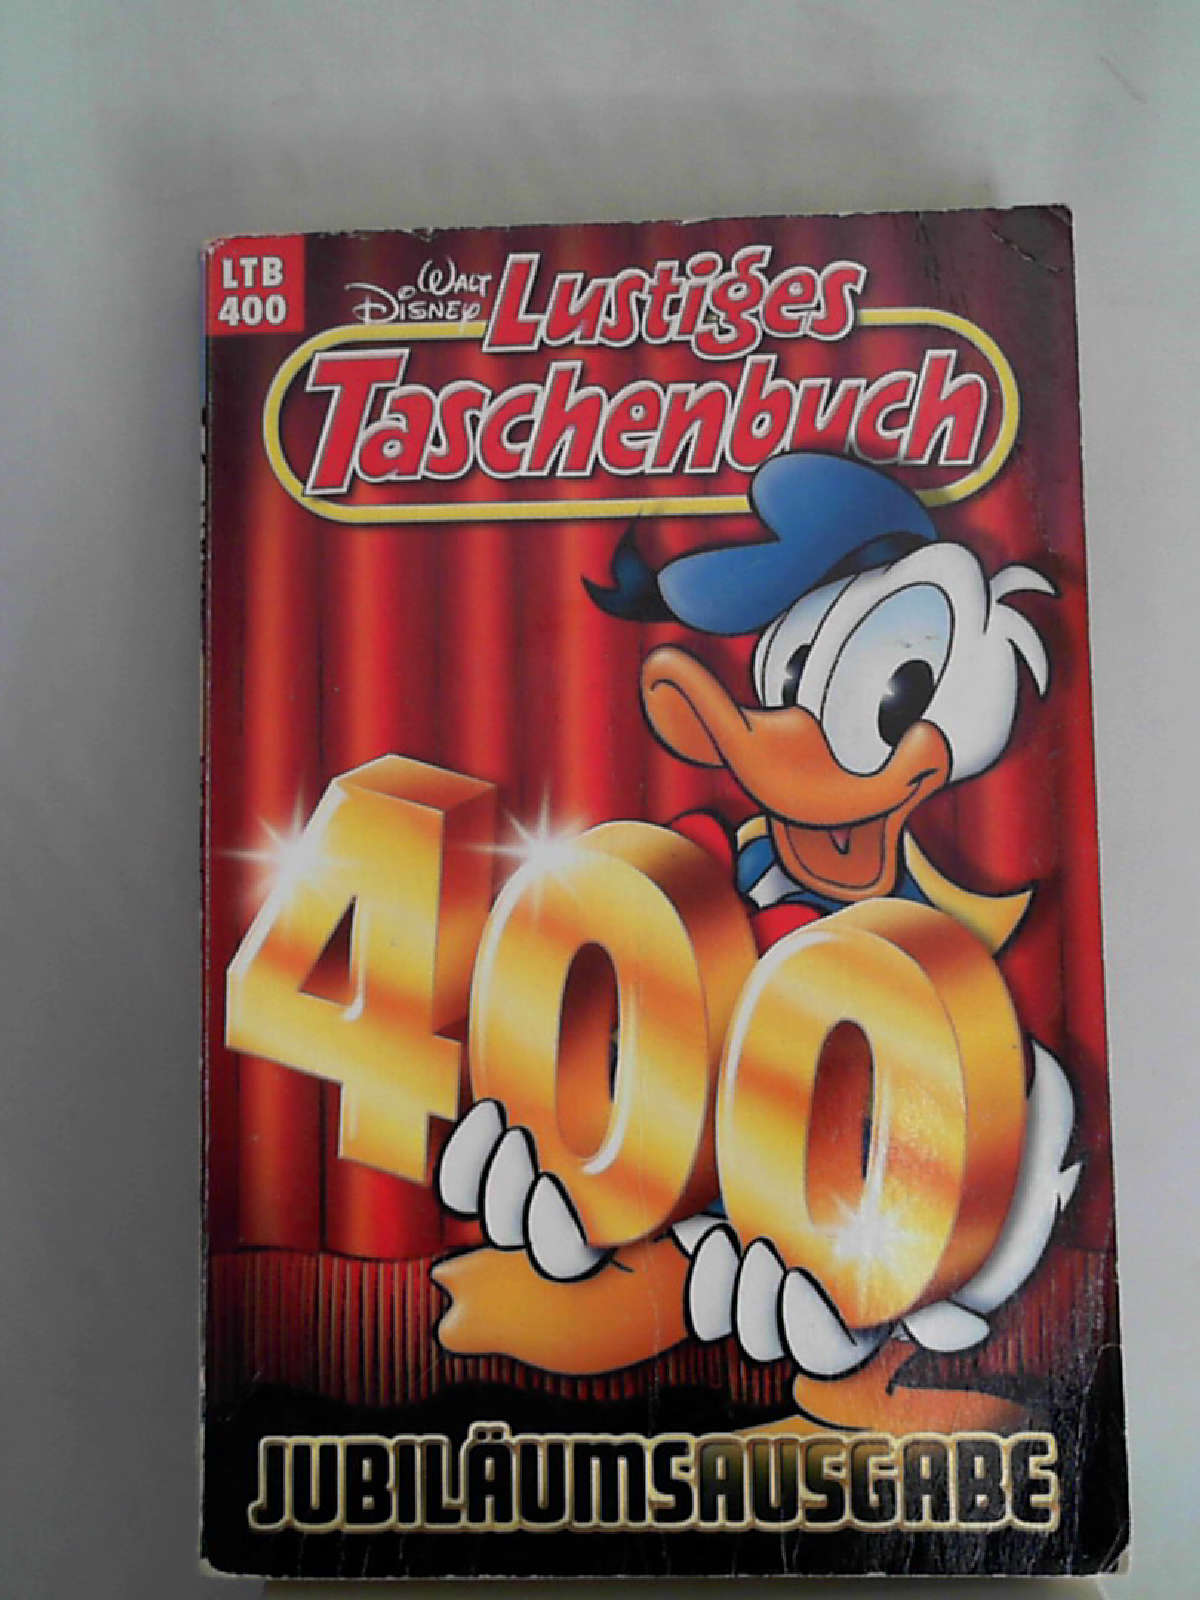 LTB
400
WALT
DISNEY
Lustiges
Taschenbuch
400
JUBILÄUMSAUSGABE